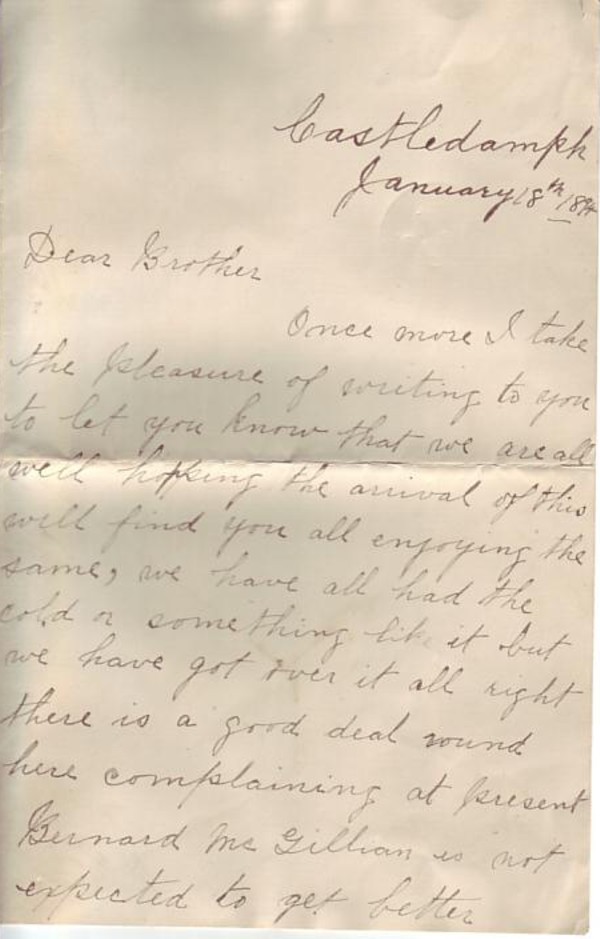 Castledamph
January 18th 189
Dear Brother
Once more I take
the pleasure of writing to you
to let you know that we are all
well hoping the arrival of this
will find you all enjoying the
same, we have all had the
cold or something like it but
we have got over it all right
there is a good deal round
here complaining at present
Bernard Mc Gillian is not
expected to get better